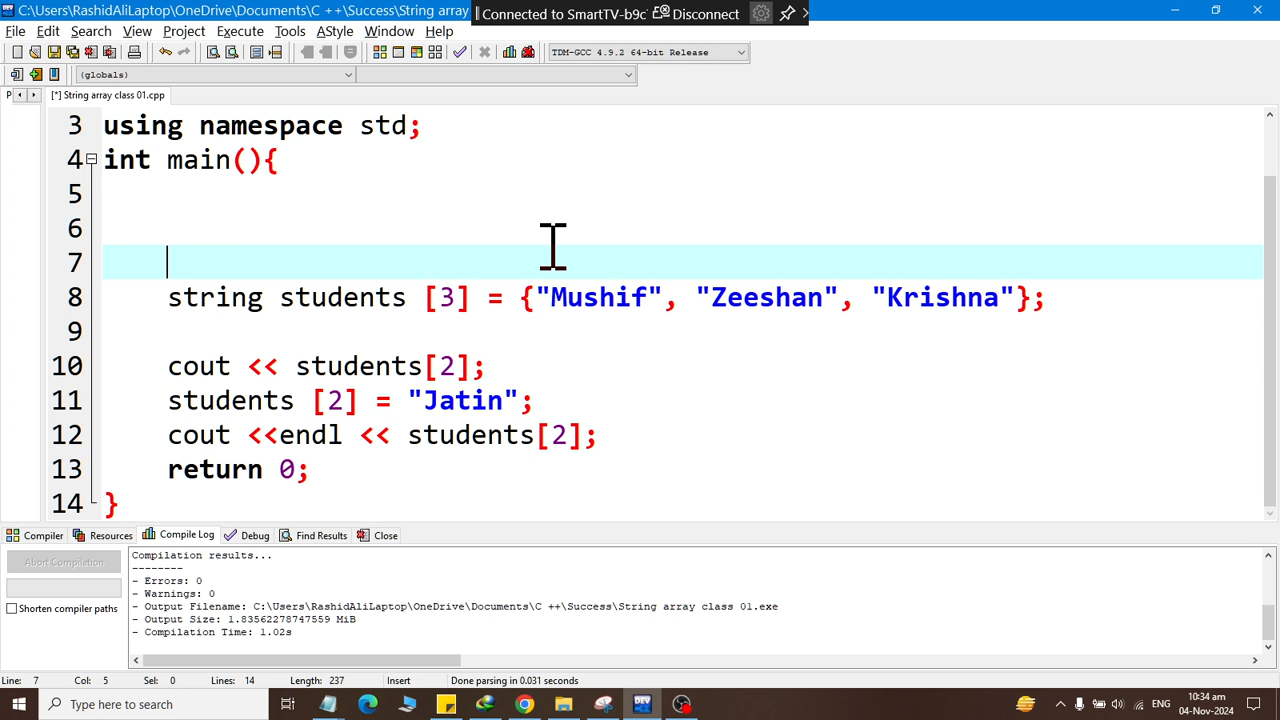 C:\Users\RashidAliLaptop\OneDrive\Documents\C ++\Success\String array
Connected to SmartTV-b9c Disconnect
File Edit Search View Project Execute Tools AStyle Window Help
TDM-GCC 4.9.2 64-bit Release
(globals)
P [*] String array class 01.cpp
3 using namespace std;
4 int main(){
5
6
7
8 string students [3] = {"Mushif", "Zeeshan", "Krishna"};
9
10 cout << students[2];
11 students [2] = "Jatin";
12 cout <<endl << students[2];
13 return 0;
14 }
Compiler Resources Compile Log Debug Find Results Close
Abort Compilation
Shorten compiler paths
Compilation results...
--------
- Errors: 0
- Warnings: 0
- Output Filename: C:\Users\RashidAliLaptop\OneDrive\Documents\C ++\Success\String array class 01.exe
- Output Size: 1.83562278747559 MiB
- Compilation Time: 1.02s
Line: 7 Col: 5 Sel: 0 Lines: 14 Length: 237 Insert Done parsing in 0.031 seconds
Type here to search
DEV
ENG
10:34 am
04-Nov-2024